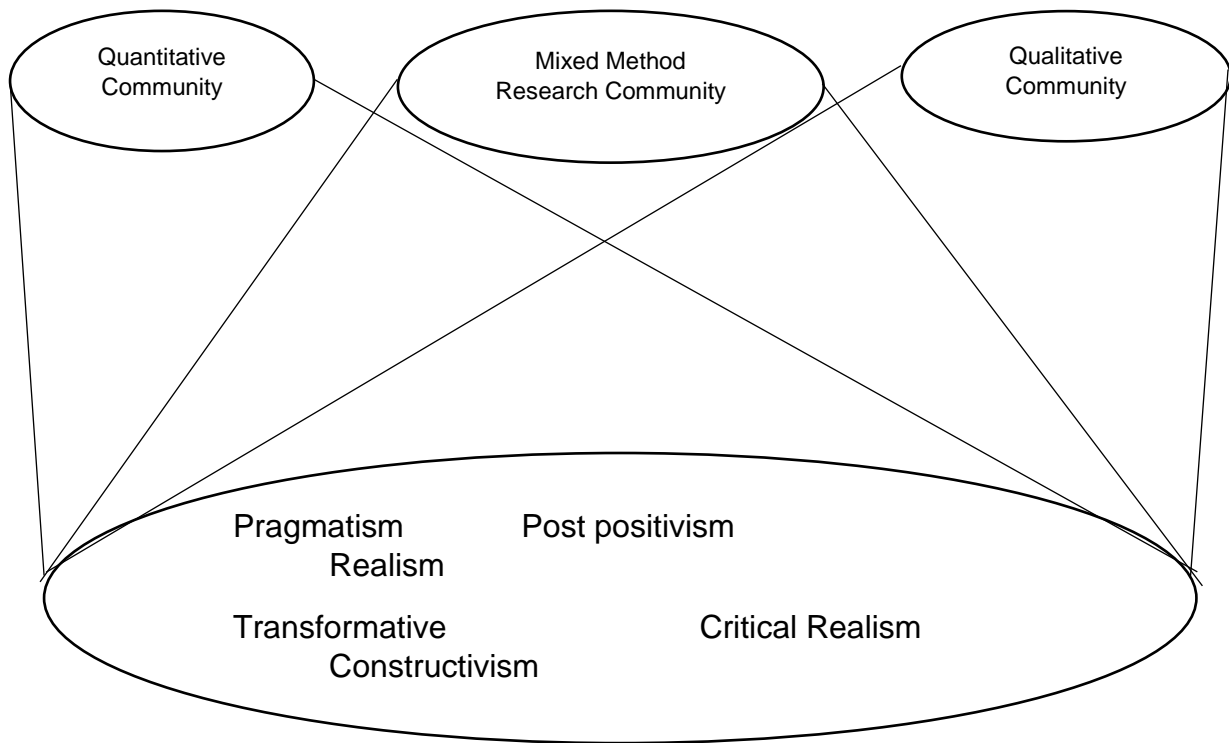 Quantitative
Community
Mixed Method
Research Community
Qualitative
Community
Pragmatism
Post positivism
Realism
Transformative
Critical Realism
Constructivism